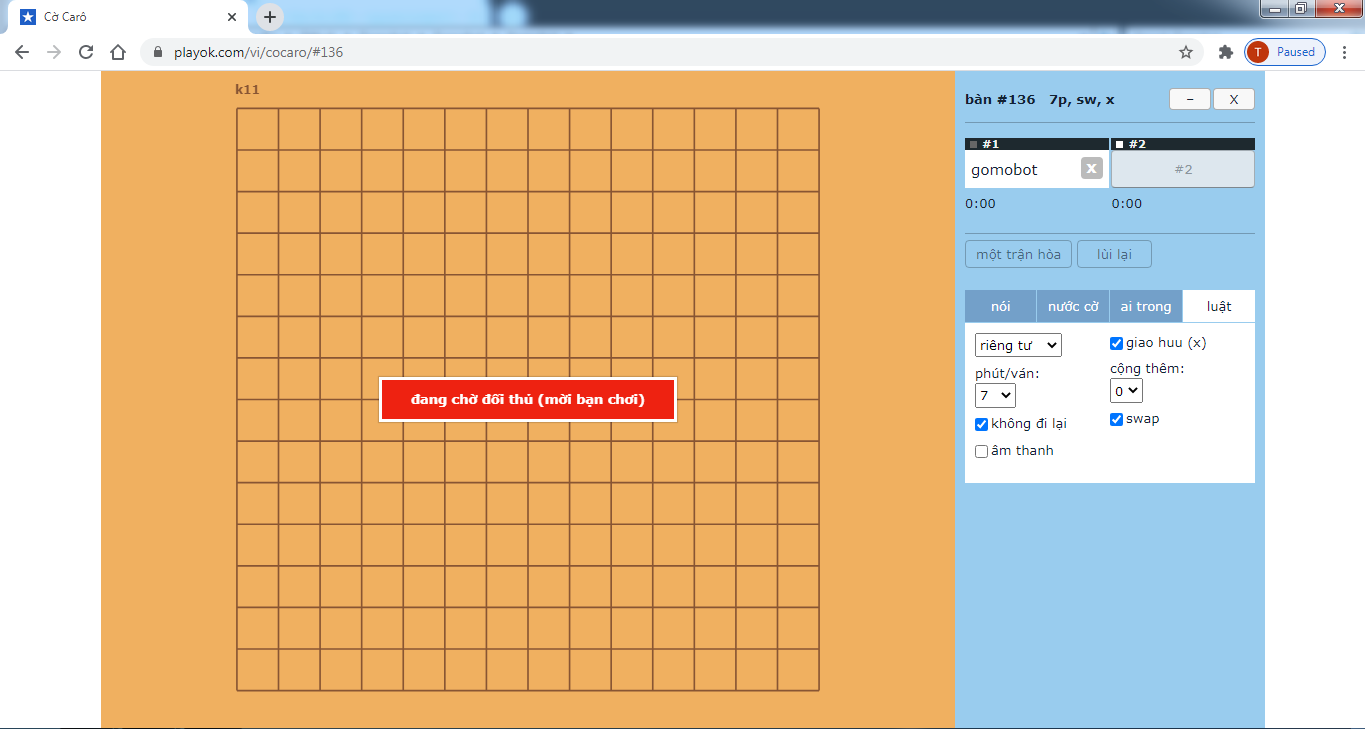 Cờ Carô
playok.com/vi/cocaro/#136
T Paused
k11
bàn #136 7p, sw, x
– X
#1 #2
gomobot x #2
0:00 0:00
một trận hòa lùi lại
nói nước cờ ai trong luật
riêng tư giao huu (x)
phút/ván: cộng thêm:
7 0
không đi lại swap
âm thanh
đang chờ đối thủ (mời bạn chơi)